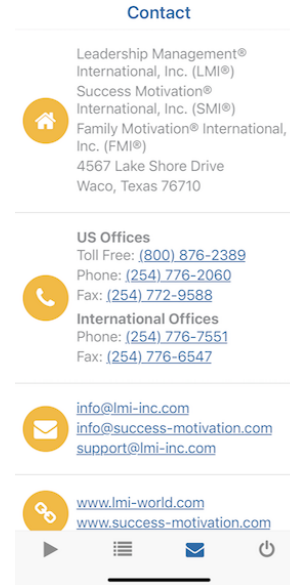 Contact
Leadership Management®
International, Inc. (LMI®)
Success Motivation®
International, Inc. (SMI®)
Family Motivation® International,
Inc. (FMI®)
4567 Lake Shore Drive
Waco, Texas 76710
US Offices
Toll Free: (800) 876-2389
Phone: (254) 776-2060
Fax: (254) 772-9588
International Offices
Phone: (254) 776-7551
Fax: (254) 776-6547
info@lmi-inc.com
info@success-motivation.com
support@lmi-inc.com
www.lmi-world.com
www.success-motivation.com